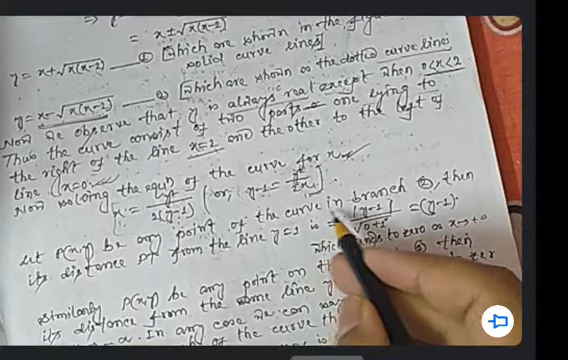 = x±√x(x-2)
y = x+√x(x-2) —— ① [which are shown in the
solid curve lines]
y = x-√x(x-2) —— ② [which are shown as the dotted curve lines
Now we observe that y is always real except when 0<x<2
Thus the curve consist of two parts - one lying to
the right of the line x=2 and the other to the left of
line (x=0.
Now solving the eqn of the curve for x
x = y²/2(y-1) (or, y-1 = y²/2x)
Let P(x,y) be any point of the curve in branch ②, then
its distance from the line y=1 is |y-1|/√0+1² = (y-1).
which tends to zero as x→+0
Similarly P(x,y) be any point on then
its distance from the same line
In any case we can
of the curve